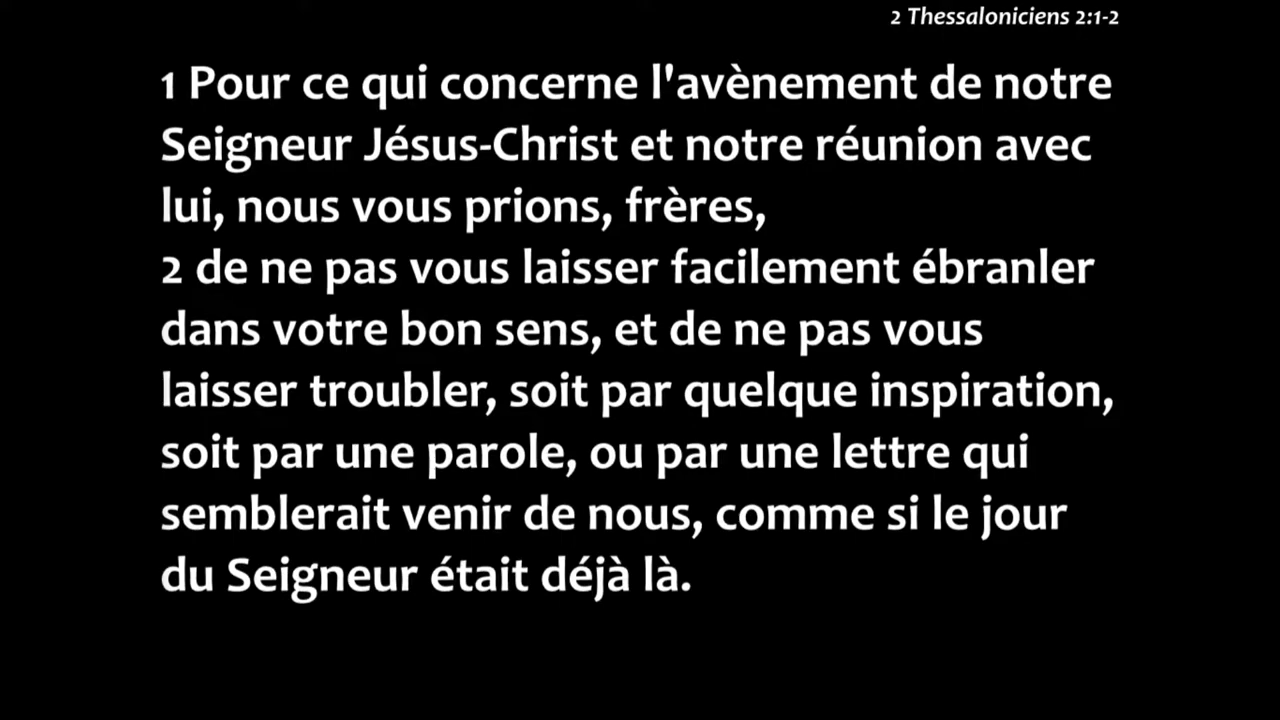 2 Thessaloniciens 2:1-2
1 Pour ce qui concerne l'avènement de notre
Seigneur Jésus-Christ et notre réunion avec
lui, nous vous prions, frères,
2 de ne pas vous laisser facilement ébranler
dans votre bon sens, et de ne pas vous
laisser troubler, soit par quelque inspiration,
soit par une parole, ou par une lettre qui
semblerait venir de nous, comme si le jour
du Seigneur était déjà là.